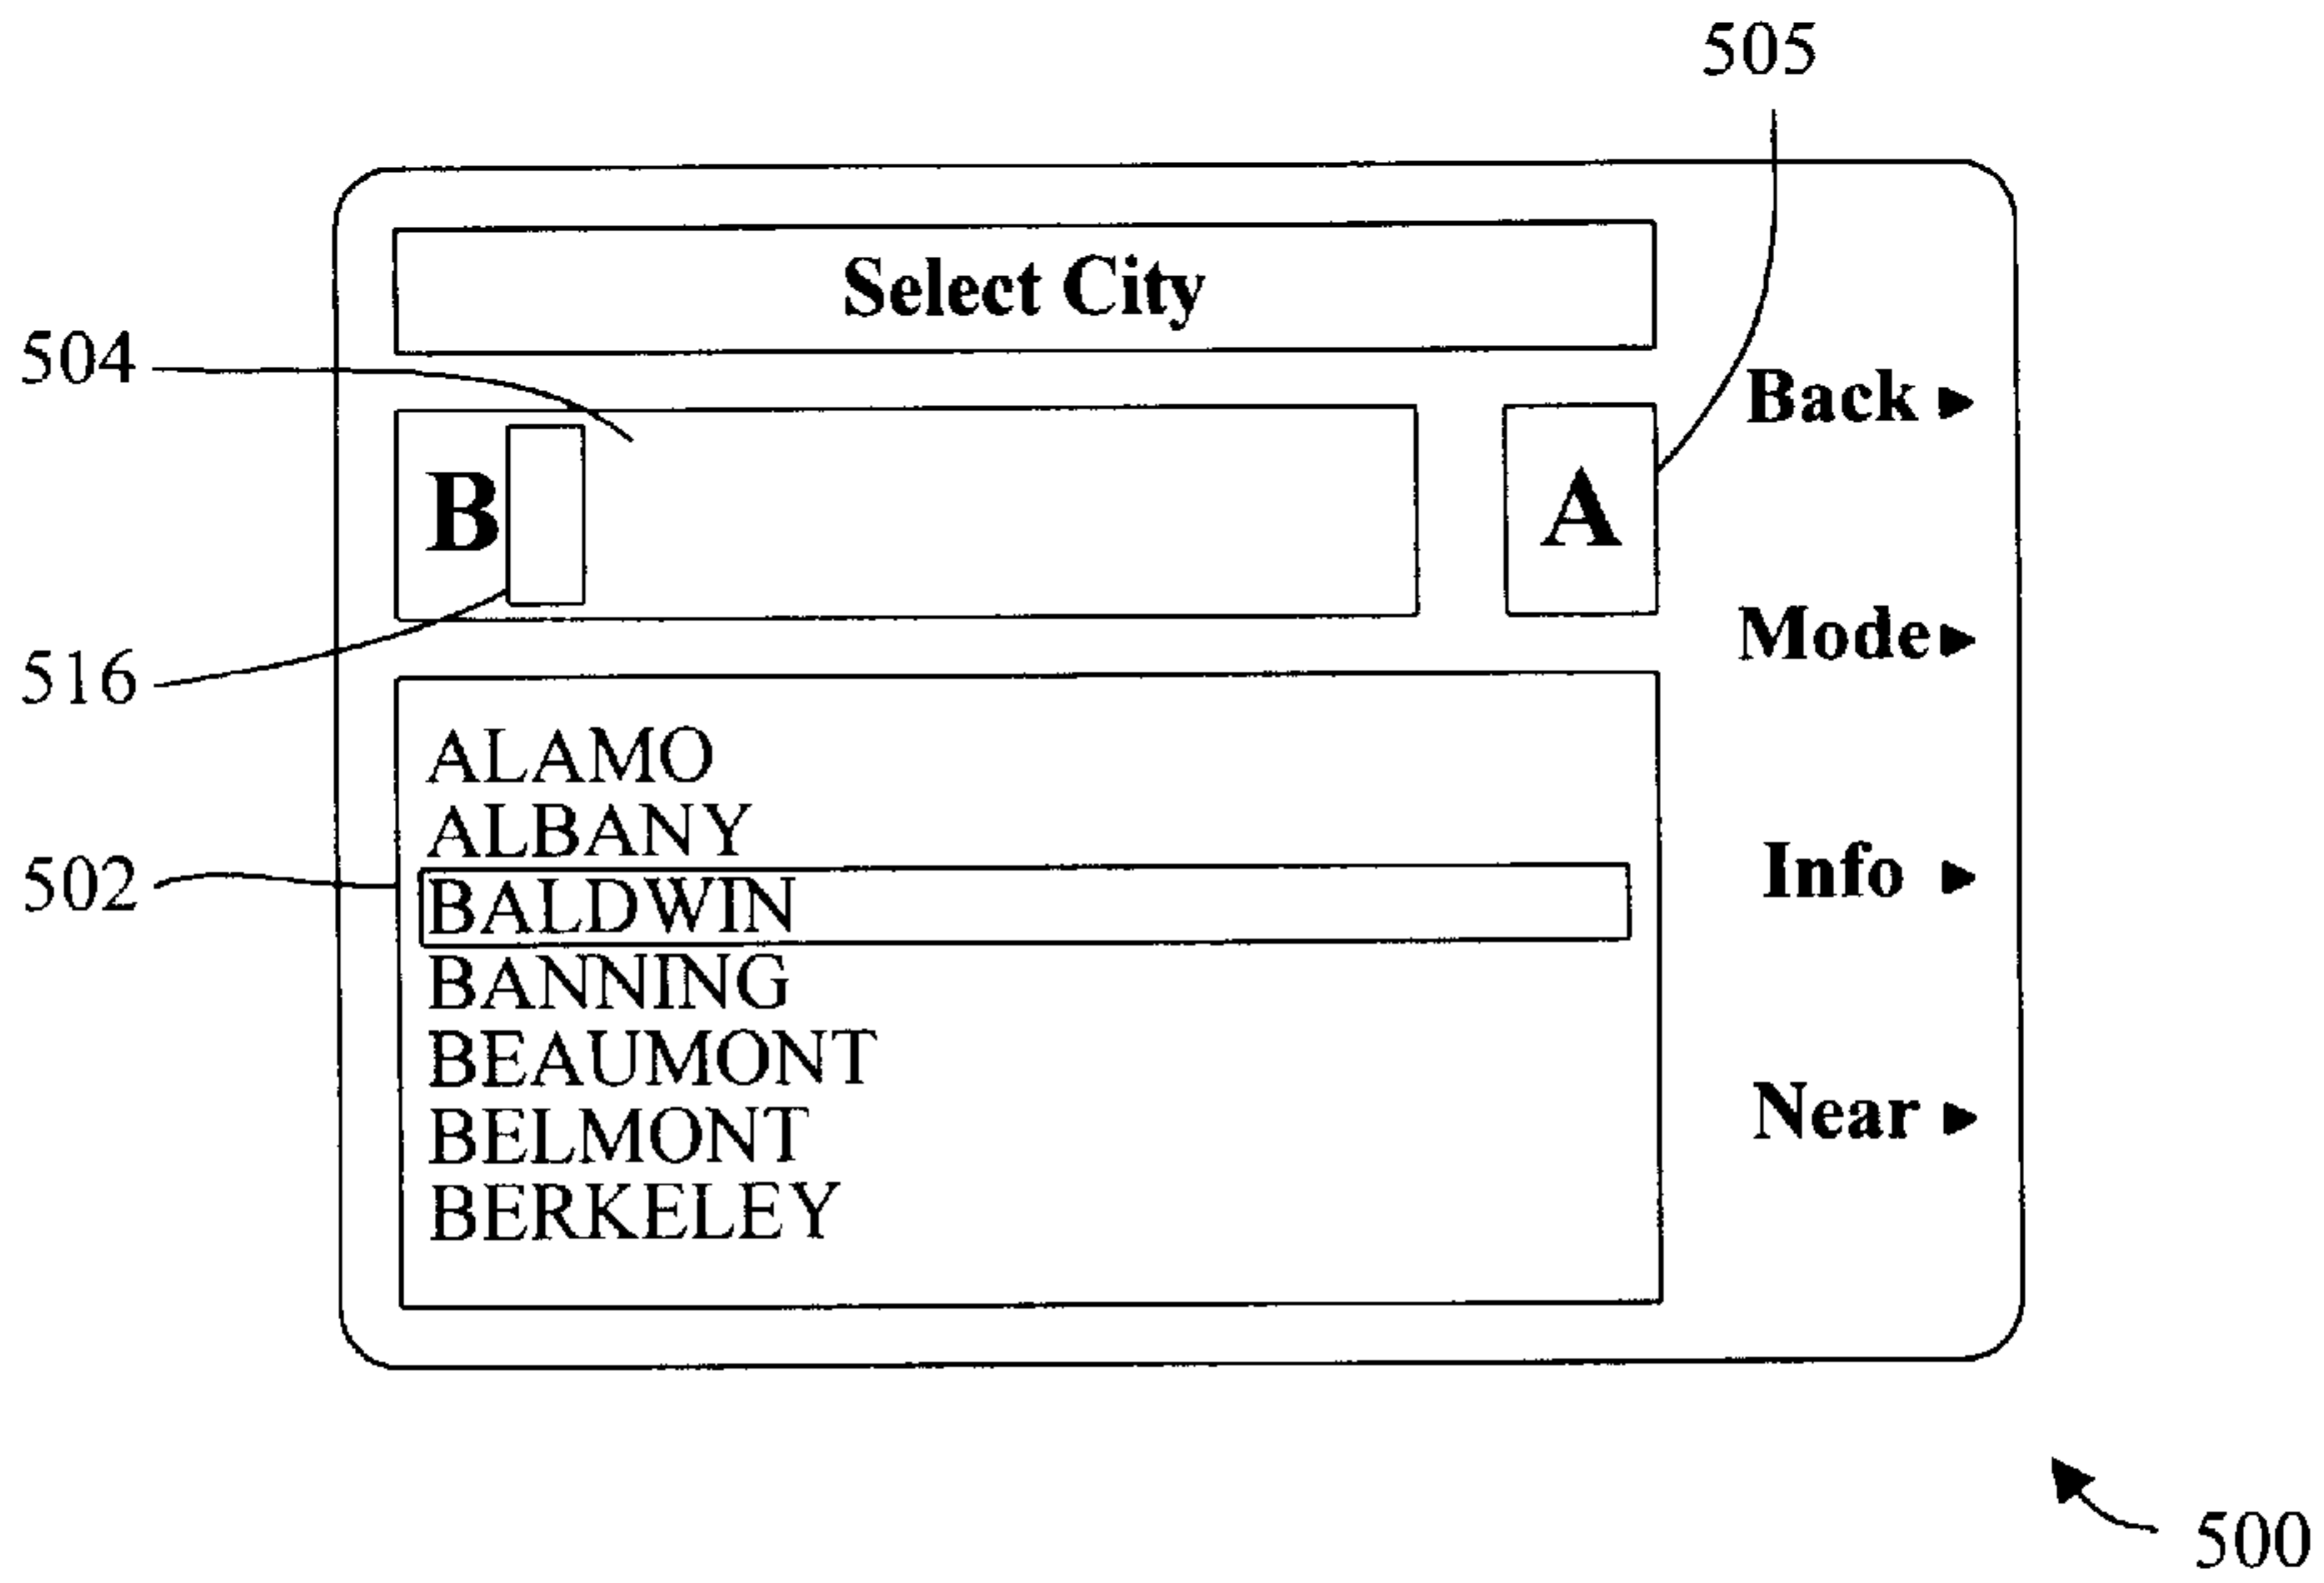 505
Select City
504
Back
B
A
516
Mode
ALAMO
ALBANY
502
BALDWIN
Info
BANNING
BEAUMONT
BELMONT
Near
BERKELEY
500